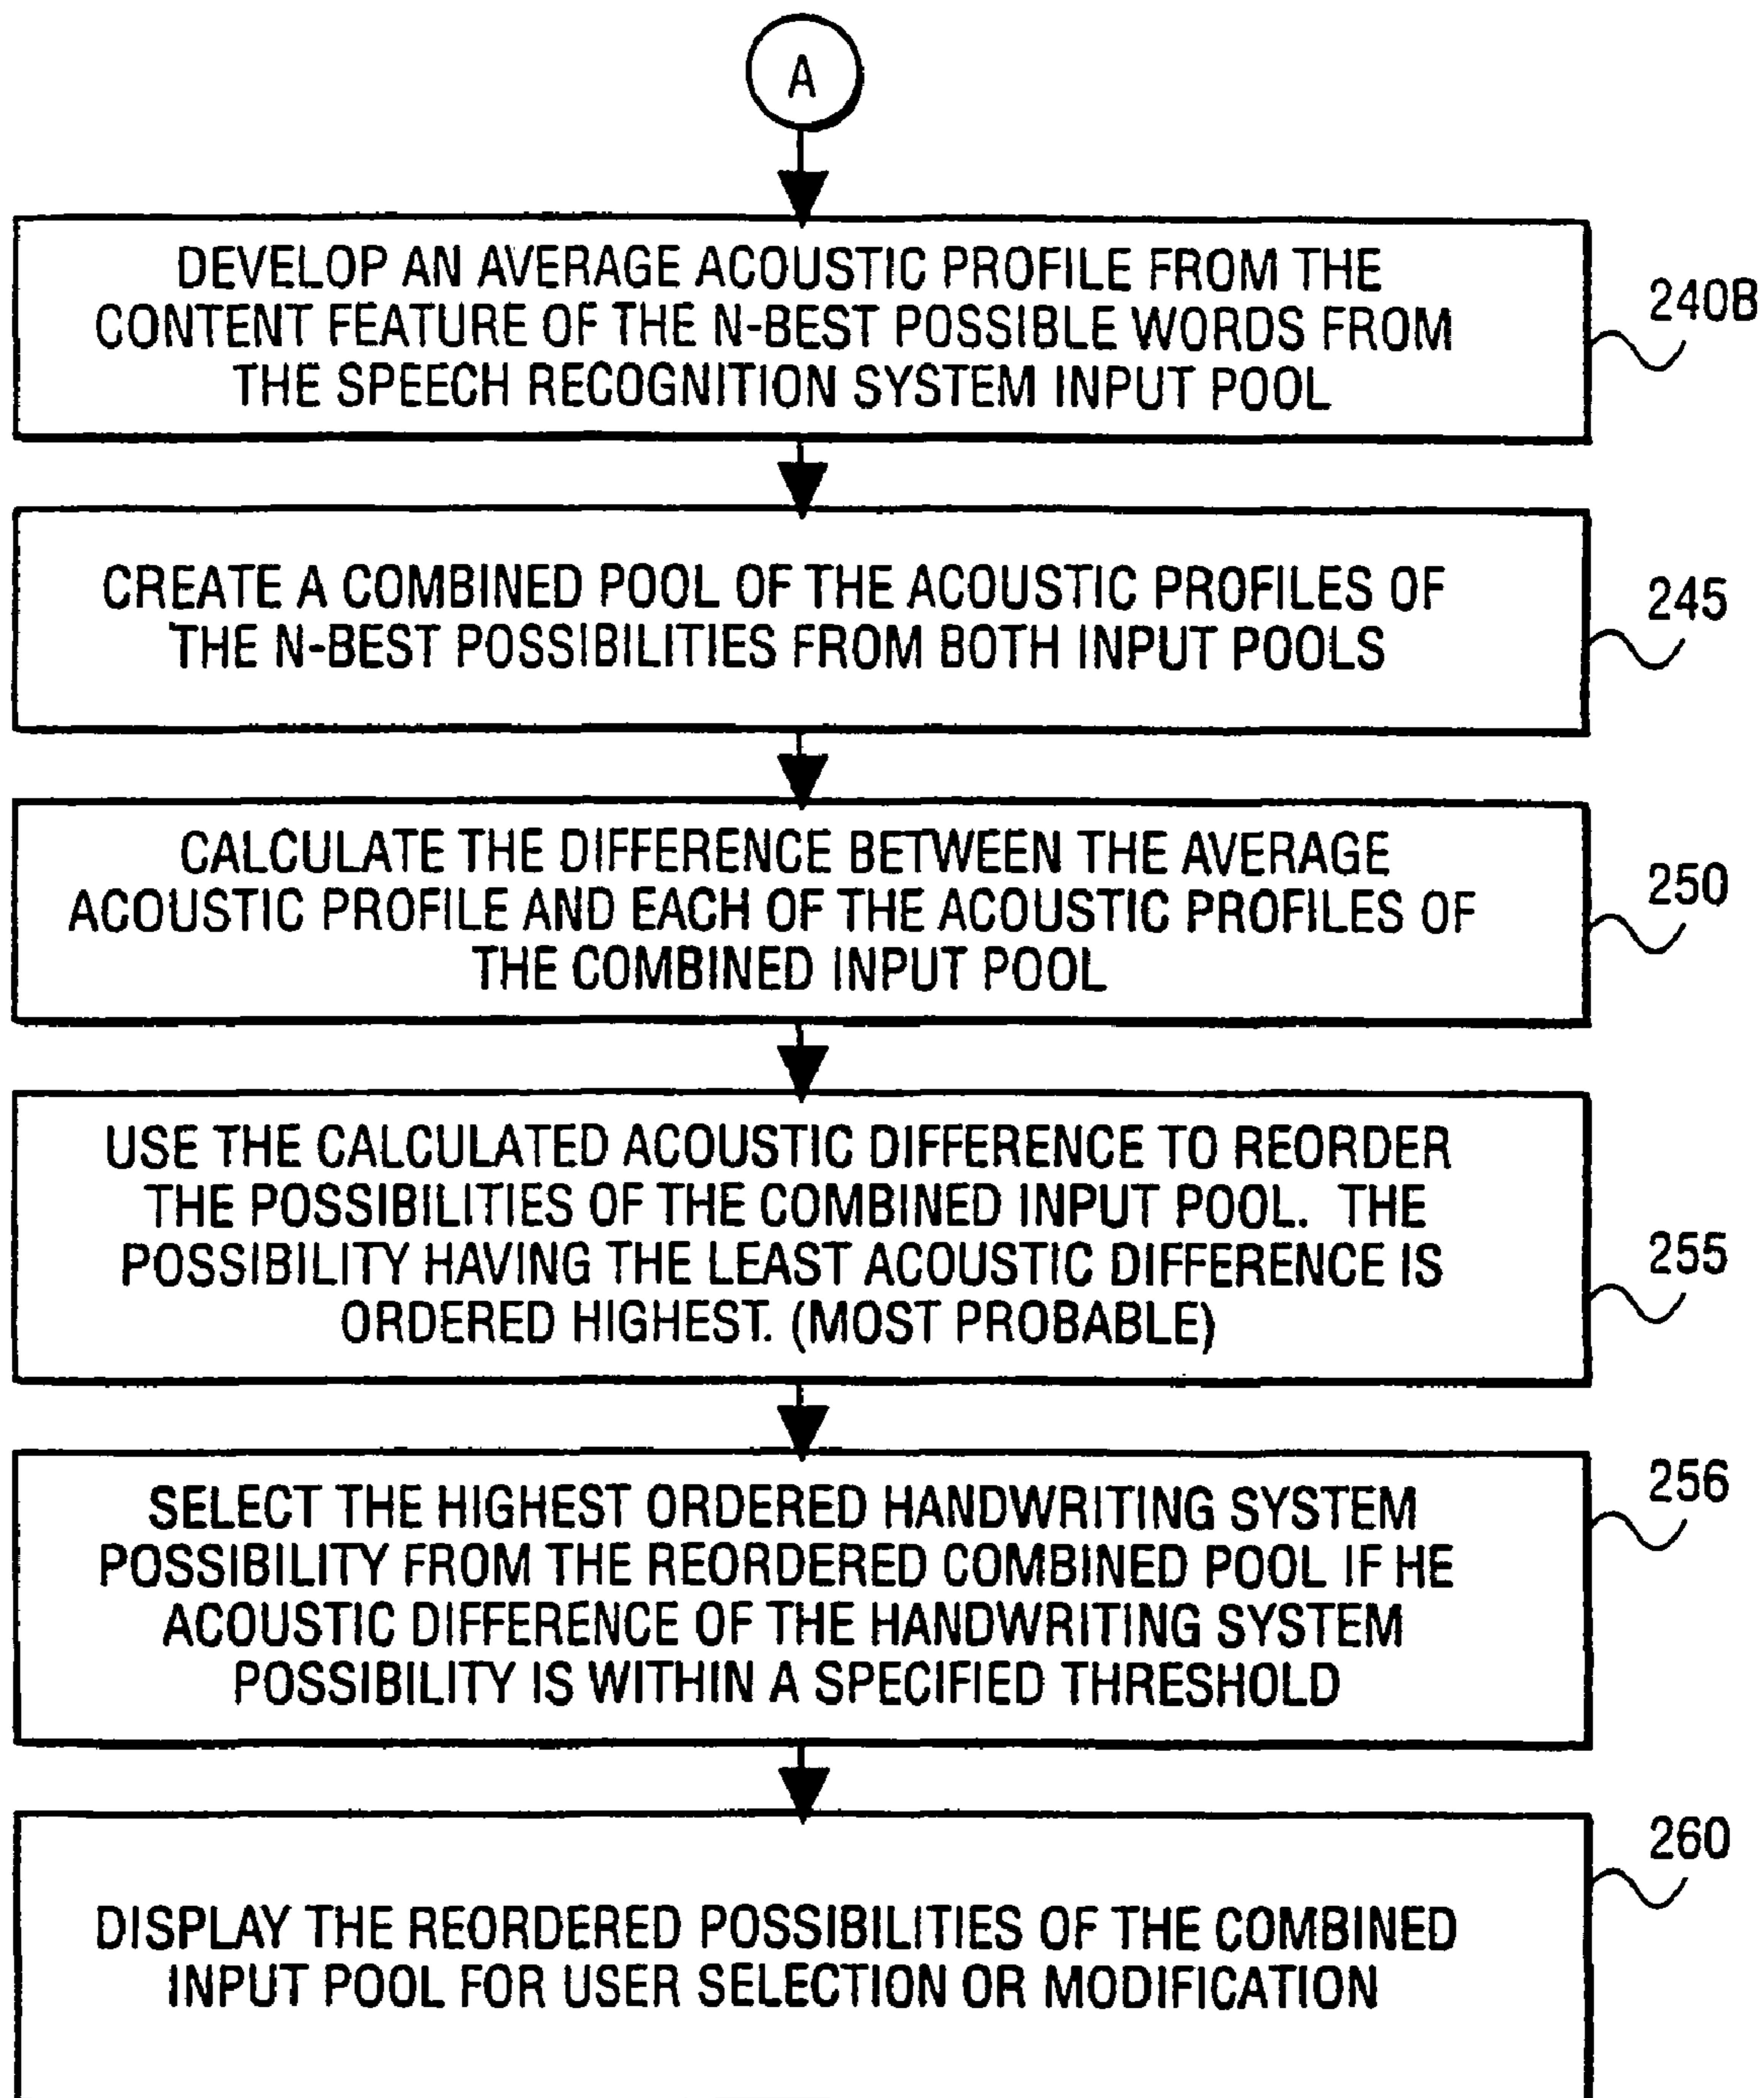 A
DEVELOP AN AVERAGE ACOUSTIC PROFILE FROM THE
CONTENT FEATURE OF THE N-BEST POSSIBLE WORDS FROM
THE SPEECH RECOGNITION SYSTEM INPUT POOL
240B
CREATE A COMBINED POOL OF THE ACOUSTIC PROFILES OF
THE N-BEST POSSIBILITIES FROM BOTH INPUT POOLS
245
CALCULATE THE DIFFERENCE BETWEEN THE AVERAGE
ACOUSTIC PROFILE AND EACH OF THE ACOUSTIC PROFILES OF
THE COMBINED INPUT POOL
250
USE THE CALCULATED ACOUSTIC DIFFERENCE TO REORDER
THE POSSIBILITIES OF THE COMBINED INPUT POOL. THE
POSSIBILITY HAVING THE LEAST ACOUSTIC DIFFERENCE IS
ORDERED HIGHEST. (MOST PROBABLE)
255
SELECT THE HIGHEST ORDERED HANDWRITING SYSTEM
POSSIBILITY FROM THE REORDERED COMBINED POOL IF HE
ACOUSTIC DIFFERENCE OF THE HANDWRITING SYSTEM
POSSIBILITY IS WITHIN A SPECIFIED THRESHOLD
256
DISPLAY THE REORDERED POSSIBILITIES OF THE COMBINED
INPUT POOL FOR USER SELECTION OR MODIFICATION
260